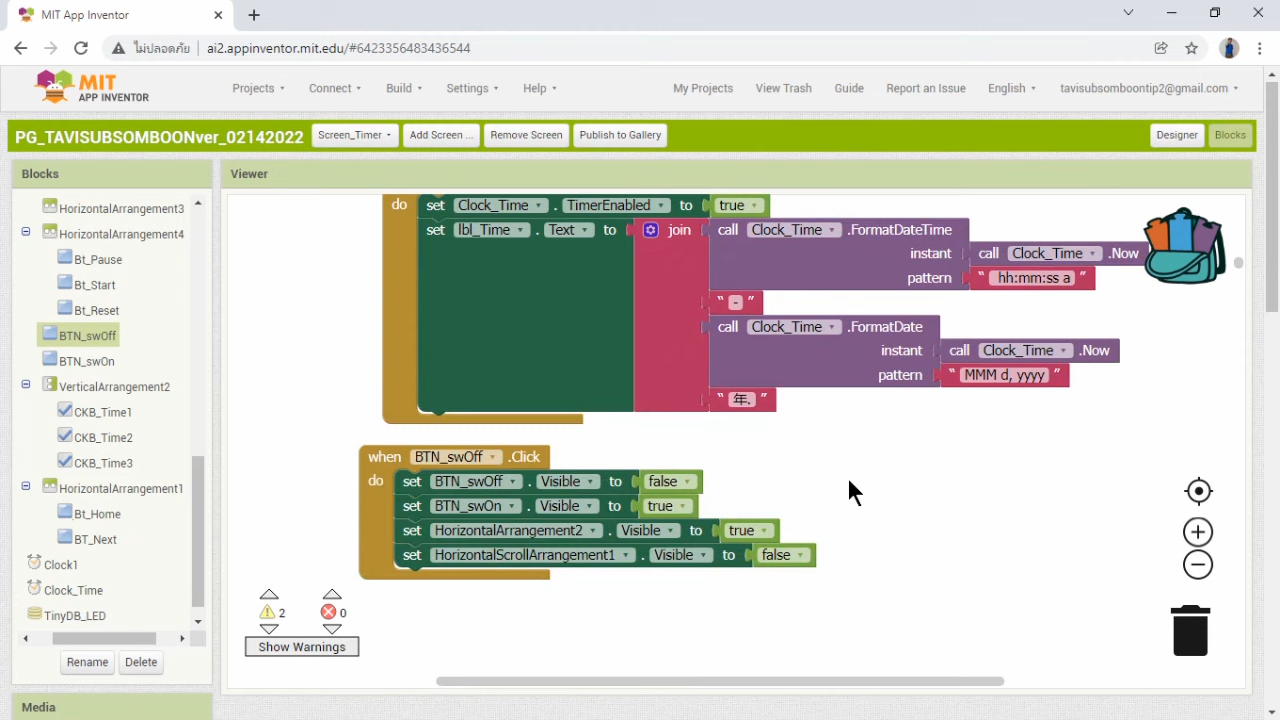 MIT App Inventor
ไม่ปลอดภัย
ai2.appinventor.mit.edu/#6423356483436544
MIT
APP INVENTOR
Projects
Connect
Build
Settings
Help
My Projects
View Trash
Guide
Report an Issue
English
tavisubsomboontip2@gmail.com
PG_TAVISUBSOMBOONver_02142022
Screen_Timer
Add Screen ...
Remove Screen
Publish to Gallery
Designer
Blocks
Blocks
HorizontalArrangement3
HorizontalArrangement4
Bt_Pause
Bt_Start
Bt_Reset
BTN_swOff
BTN_swOn
VerticalArrangement2
CKB_Time1
CKB_Time2
CKB_Time3
HorizontalArrangement1
Bt_Home
BT_Next
Clock1
Clock_Time
TinyDB_LED
Rename
Delete
Media
Viewer
do set Clock_Time . TimerEnabled to true
set lbl_Time . Text to join call Clock_Time .FormatDateTime
instant call Clock_Time .Now
pattern " hh:mm:ss a "
" - "
call Clock_Time .FormatDate
instant call Clock_Time .Now
pattern " MMM d, yyyy "
" 年. "
when BTN_swOff .Click
do set BTN_swOff . Visible to false
set BTN_swOn . Visible to true
set HorizontalArrangement2 . Visible to true
set HorizontalScrollArrangement1 . Visible to false
2
0
Show Warnings